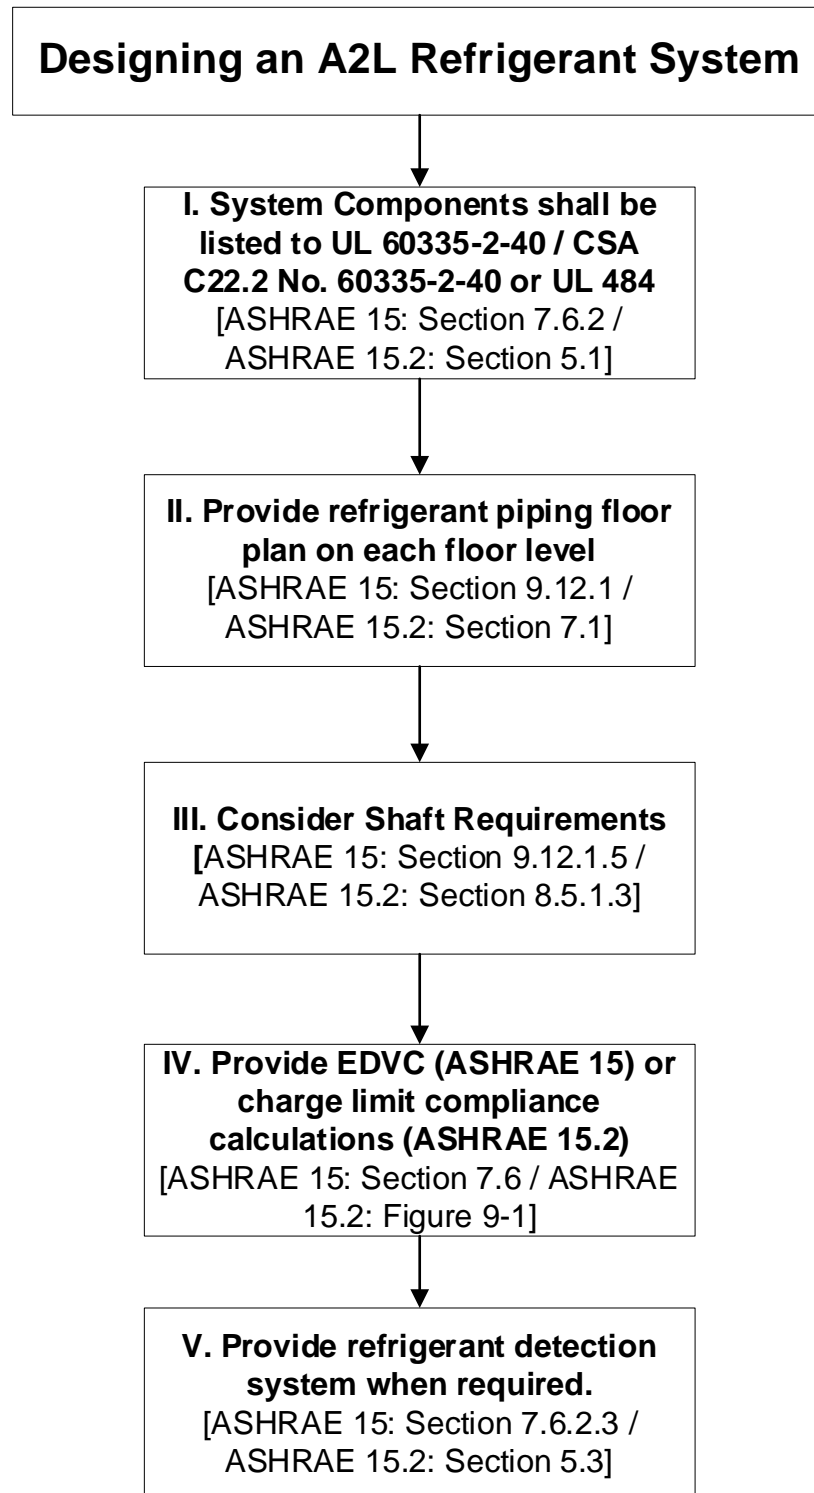 Designing an A2L Refrigerant System
I. System Components shall be
listed to UL 60335-2-40 / CSA
C22.2 No. 60335-2-40 or UL 484
[ASHRAE 15: Section 7.6.2 /
ASHRAE 15.2: Section 5.1]
II. Provide refrigerant piping floor
plan on each floor level
[ASHRAE 15: Section 9.12.1 /
ASHRAE 15.2: Section 7.1]
III. Consider Shaft Requirements
[ASHRAE 15: Section 9.12.1.5 /
ASHRAE 15.2: Section 8.5.1.3]
IV. Provide EDVC (ASHRAE 15) or
charge limit compliance
calculations (ASHRAE 15.2)
[ASHRAE 15: Section 7.6 / ASHRAE
15.2: Figure 9-1]
V. Provide refrigerant detection
system when required.
[ASHRAE 15: Section 7.6.2.3 /
ASHRAE 15.2: Section 5.3]